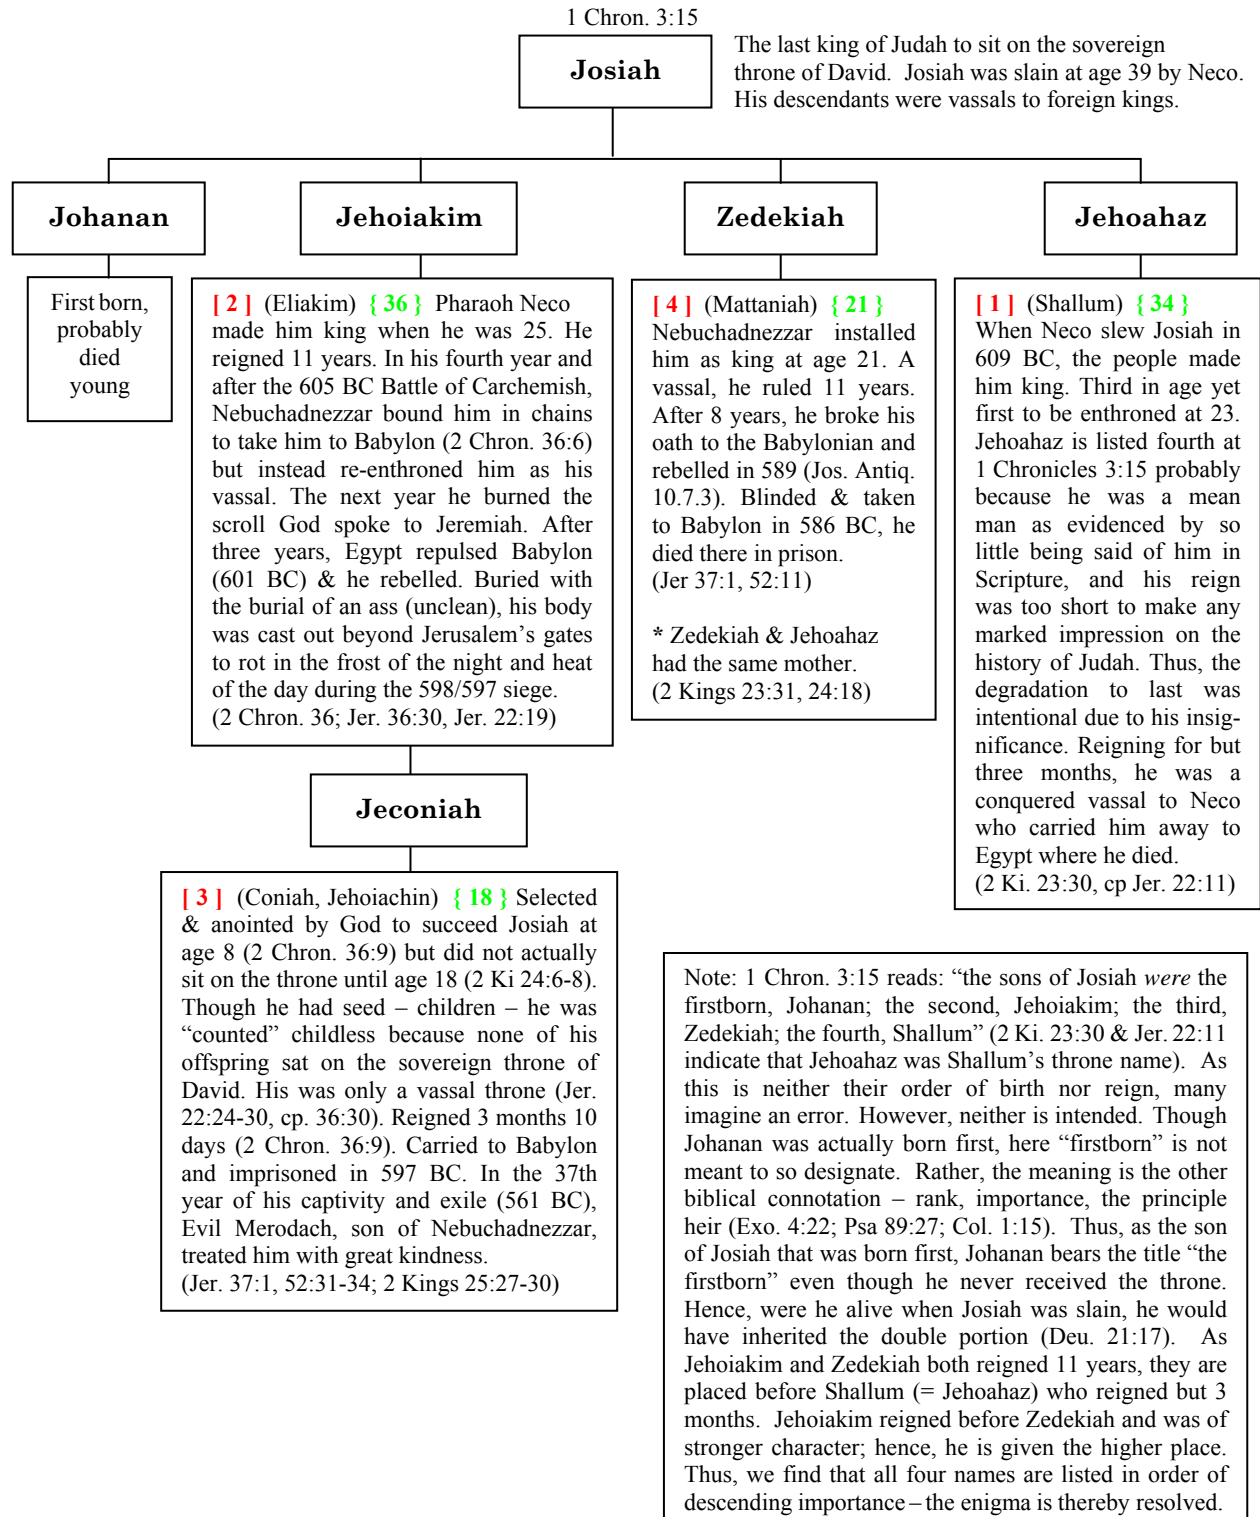 1 Chron. 3:15
Josiah
The last king of Judah to sit on the sovereign
throne of David.  Josiah was slain at age 39 by Neco.
His descendants were vassals to foreign kings.
Johanan
Jehoiakim
Zedekiah
Jehoahaz
First born,
probably
died
young
[ 2 ] (Eliakim) { 36 } Pharaoh Neco
made him king when he was 25. He
reigned 11 years. In his fourth year and
after the 605 BC Battle of Carchemish,
Nebuchadnezzar bound him in chains
to take him to Babylon (2 Chron. 36:6)
but instead re-enthroned him as his
vassal. The next year he burned the
scroll God spoke to Jeremiah. After
three years, Egypt repulsed Babylon
(601 BC) & he rebelled. Buried with
the burial of an ass (unclean), his body
was cast out beyond Jerusalem's gates
to rot in the frost of the night and heat
of the day during the 598/597 siege.
(2 Chron. 36; Jer. 36:30, Jer. 22:19)
[ 4 ] (Mattaniah) { 21 }
Nebuchadnezzar installed
him as king at age 21. A
vassal, he ruled 11 years.
After 8 years, he broke his
oath to the Babylonian and
rebelled in 589 (Jos. Antiq.
10.7.3). Blinded & taken
to Babylon in 586 BC, he
died there in prison.
(Jer 37:1, 52:11)
* Zedekiah & Jehoahaz
had the same mother.
(2 Kings 23:31, 24:18)
[ 1 ] (Shallum) { 34 }
When Neco slew Josiah in
609 BC, the people made
him king. Third in age yet
first to be enthroned at 23.
Jehoahaz is listed fourth at
1 Chronicles 3:15 probably
because he was a mean
man as evidenced by so
little being said of him in
Scripture, and his reign
was too short to make any
marked impression on the
history of Judah. Thus, the
degradation to last was
intentional due to his insig-
nificance. Reigning for but
three months, he was a
conquered vassal to Neco
who carried him away to
Egypt where he died.
(2 Ki. 23:30, cp Jer. 22:11)
Jeconiah
[ 3 ] (Coniah, Jehoiachin) { 18 } Selected
& anointed by God to succeed Josiah at
age 8 (2 Chron. 36:9) but did not actually
sit on the throne until age 18 (2 Ki 24:6-8).
Though he had seed – children – he was
"counted" childless because none of his
offspring sat on the sovereign throne of
David. His was only a vassal throne (Jer.
22:24-30, cp. 36:30). Reigned 3 months 10
days (2 Chron. 36:9). Carried to Babylon
and imprisoned in 597 BC. In the 37th
year of his captivity and exile (561 BC),
Evil Merodach, son of Nebuchadnezzar,
treated him with great kindness.
(Jer. 37:1, 52:31-34; 2 Kings 25:27-30)
Note: 1 Chron. 3:15 reads: "the sons of Josiah were the
firstborn, Johanan; the second, Jehoiakim; the third,
Zedekiah; the fourth, Shallum" (2 Ki. 23:30 & Jer. 22:11
indicate that Jehoahaz was Shallum's throne name).  As
this is neither their order of birth nor reign, many
imagine an error. However, neither is intended. Though
Johanan was actually born first, here "firstborn" is not
meant to so designate.  Rather, the meaning is the other
biblical connotation – rank, importance, the principle
heir (Exo. 4:22; Psa 89:27; Col. 1:15).  Thus, as the son
of Josiah that was born first, Johanan bears the title "the
firstborn" even though he never received the throne.
Hence, were he alive when Josiah was slain, he would
have inherited the double portion (Deu. 21:17).  As
Jehoiakim and Zedekiah both reigned 11 years, they are
placed before Shallum (= Jehoahaz) who reigned but 3
months.  Jehoiakim reigned before Zedekiah and was of
stronger character; hence, he is given the higher place.
Thus, we find that all four names are listed in order of
descending importance – the enigma is thereby resolved.